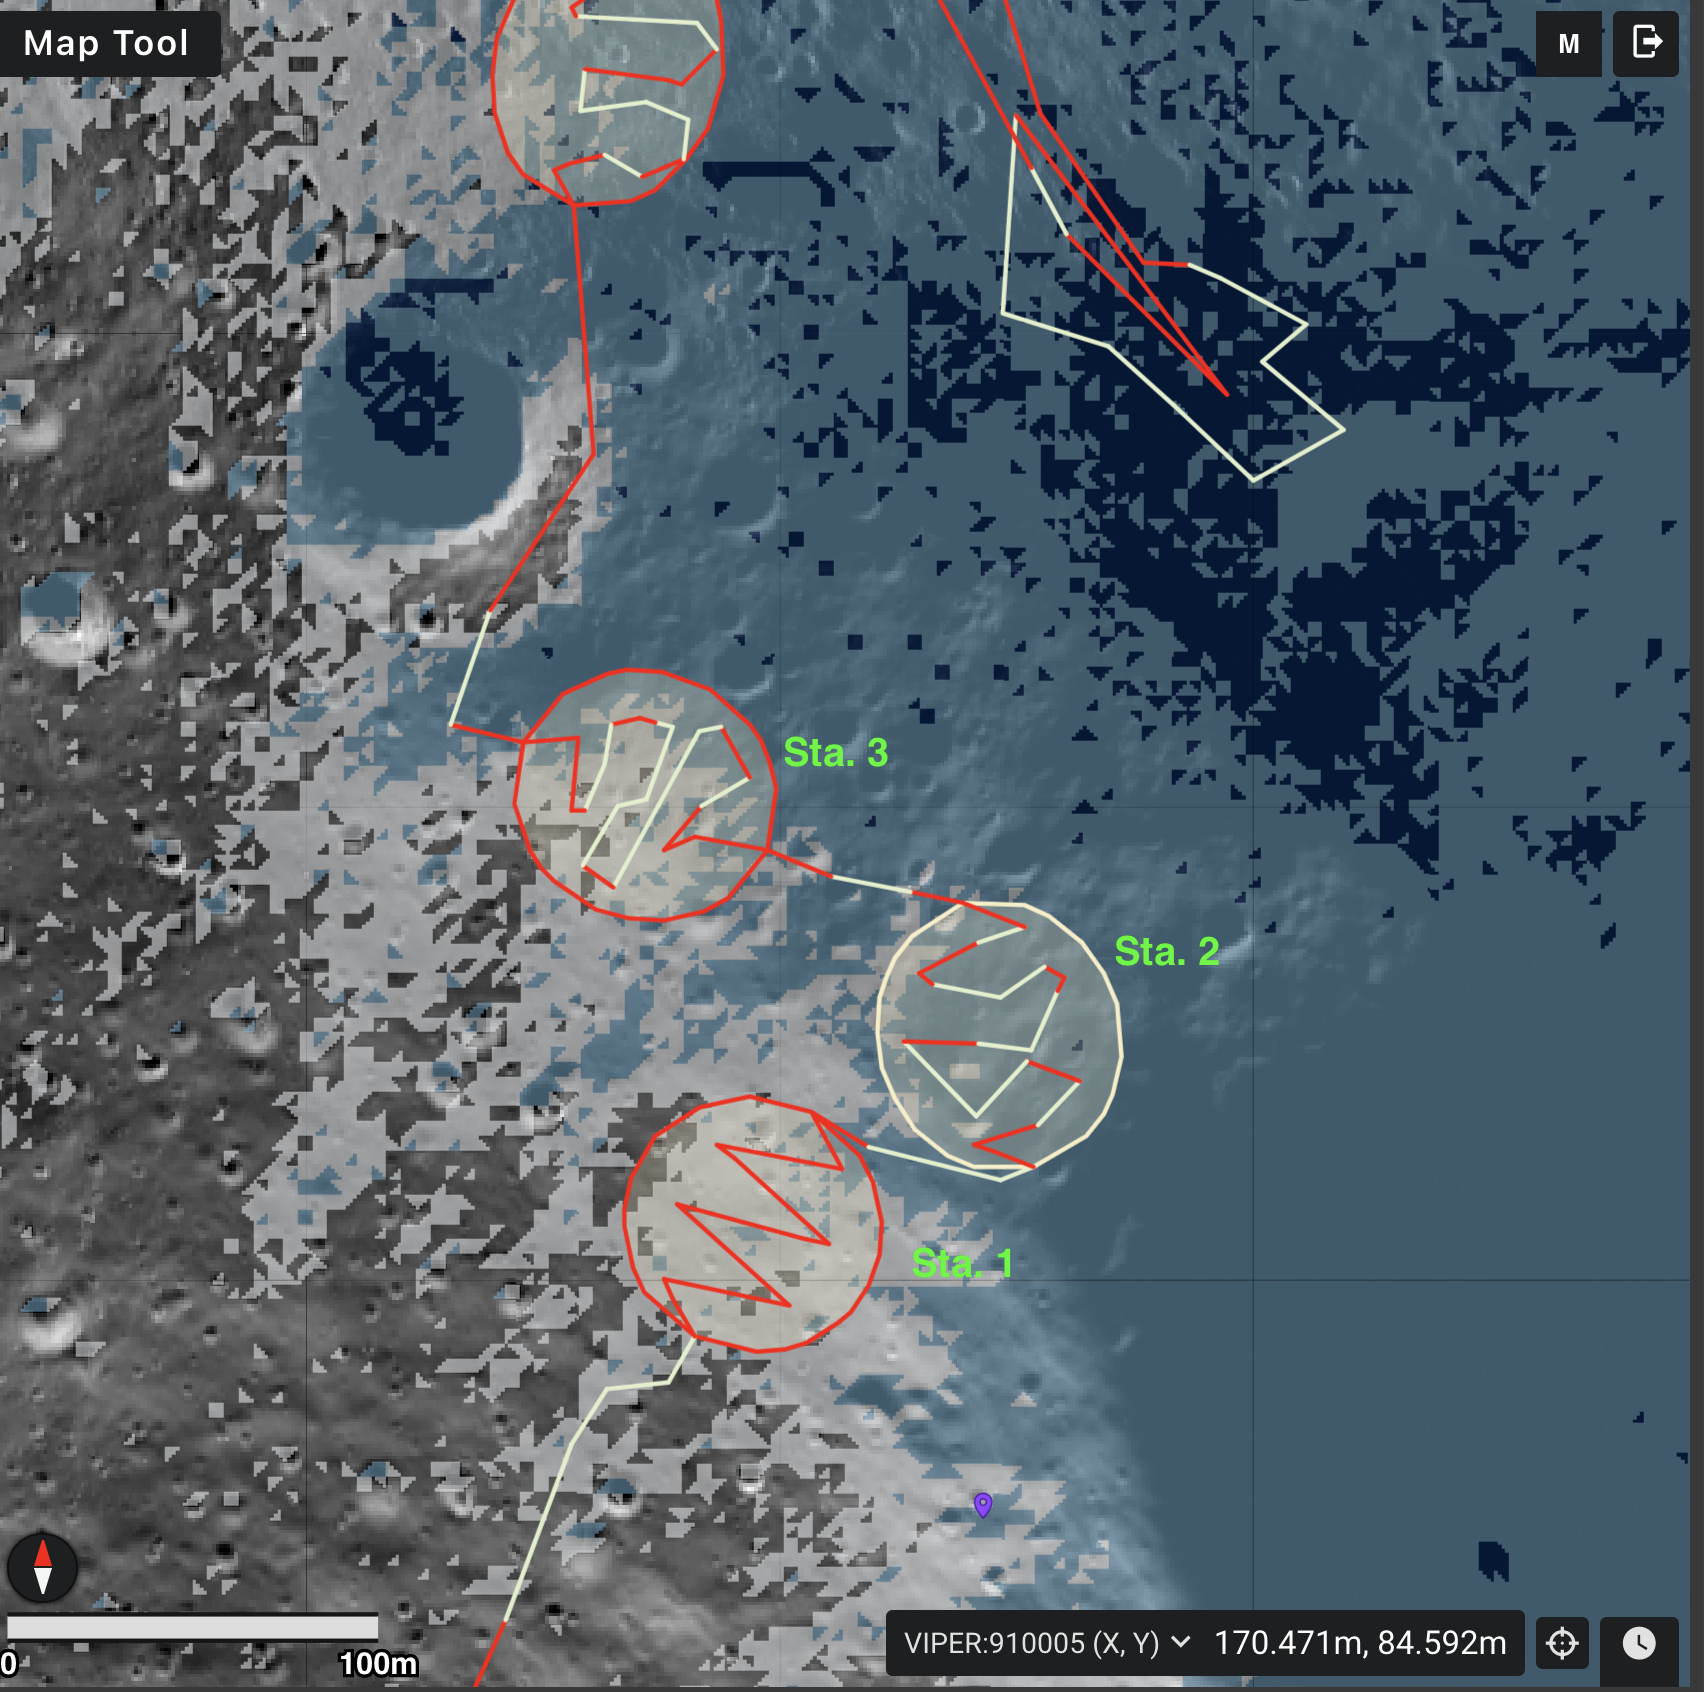 Map Tool
M
Sta. 3
Sta. 2
Sta. 1
VIPER:910005 (X, Y) 170.471m, 84.592m
0 100m